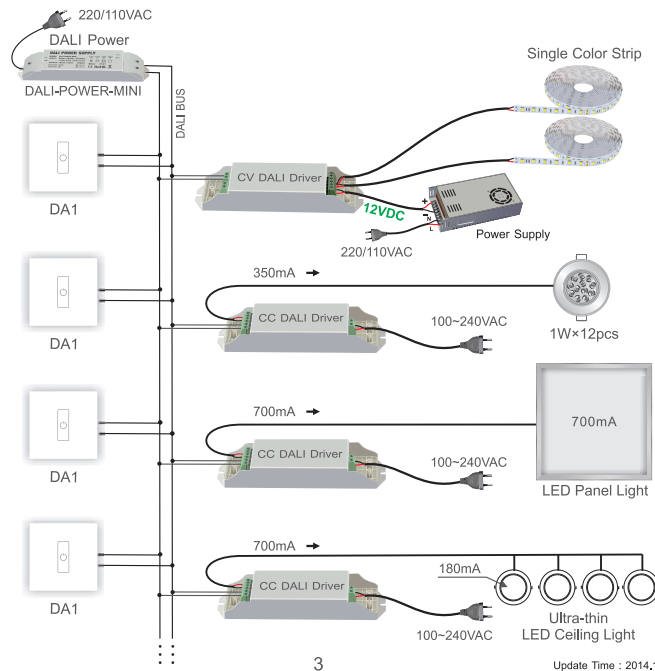 220/110VAC
DALI Power
DALI POWER SUPPLY
DALI-POWER-MINI
DALI BUS
Single Color Strip
DA1
CV DALI Driver
12VDC
+
−
N
L
Power Supply
220/110VAC
350mA →
DA1
CC DALI Driver
100~240VAC
1W×12pcs
700mA →
700mA
DA1
CC DALI Driver
100~240VAC
LED Panel Light
700mA →
180mA
DA1
CC DALI Driver
100~240VAC
Ultra-thin
LED Ceiling Light
3
Update Time : 2014.